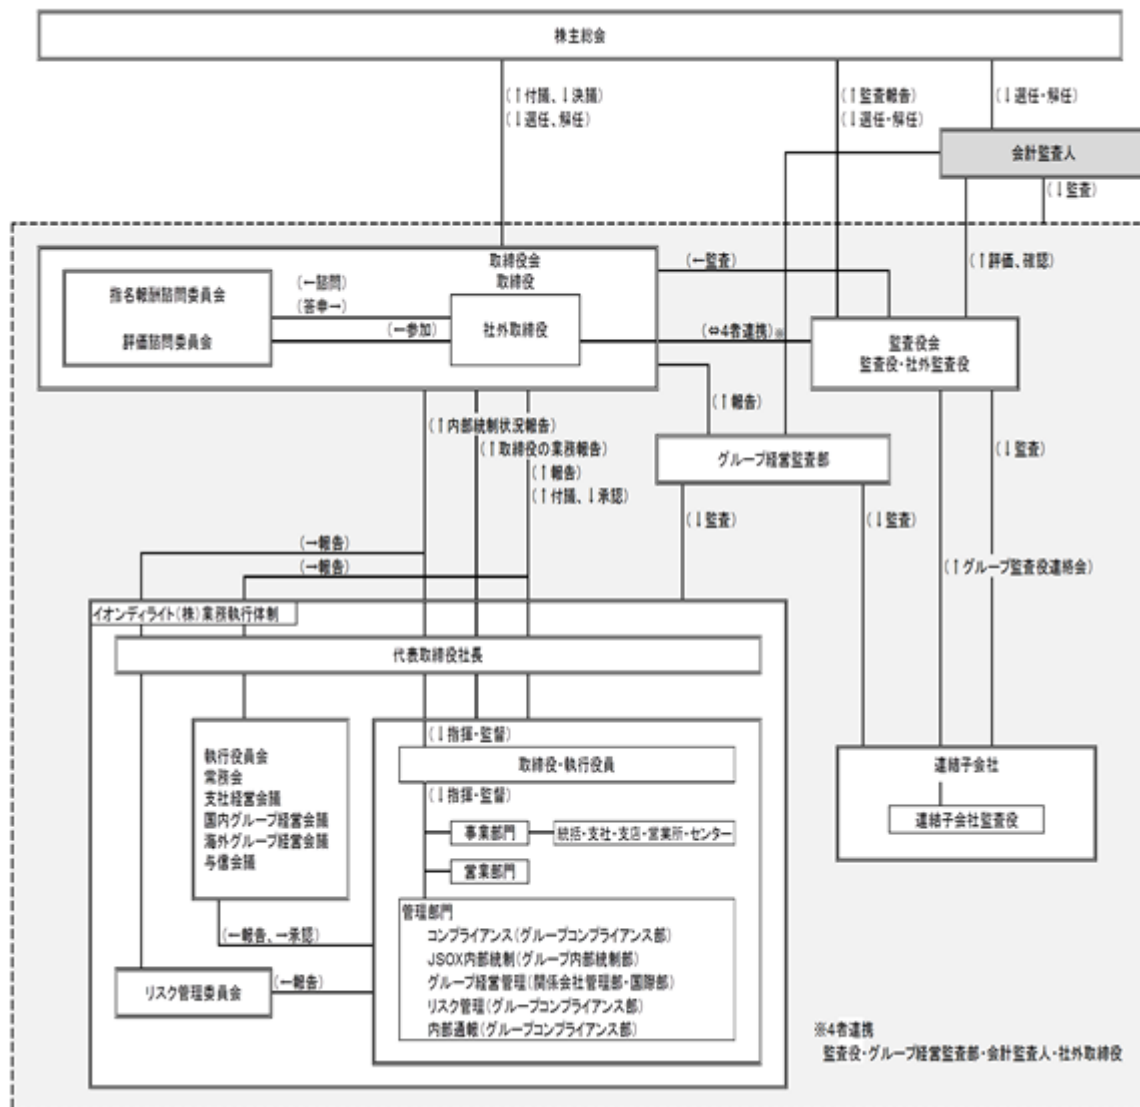 株主総会
(↑付議、↓決議)
(↓選任、解任)
(↑監査報告)
(↓選任・解任)
(↓選任・解任)
会計監査人
(↓監査)
取締役会
取締役
(←監査)
(↑評価、確認)
指名報酬諮問委員会
評価諮問委員会
(←諮問)
(答申→)
(←参加)
社外取締役
(⇔4者連携)※
監査役会
監査役・社外監査役
(↑報告)
(↑内部統制状況報告)
(↑取締役の業務報告)
(↑報告)
(↑付議、↓承認)
グループ経営監査部
(↓監査)
(↓監査)
(↓監査)
(↑グループ監査役連絡会)
(→報告)
(→報告)
イオンディライト(株)業務執行体制
代表取締役社長
執行役員会
常務会
支社経営会議
国内グループ経営会議
海外グループ経営会議
与信会議
(↓指揮・監督)
取締役・執行役員
(↓指揮・監督)
事業部門
統括・支社・支店・営業所・センター
営業部門
管理部門
コンプライアンス(グループコンプライアンス部)
JSOX内部統制(グループ内部統制部)
グループ経営管理(関係会社管理部・国際部)
リスク管理(グループコンプライアンス部)
内部通報(グループコンプライアンス部)
(←報告、→承認)
リスク管理委員会
(←報告)
連結子会社
連結子会社監査役
※4者連携
監査役・グループ経営監査部・会計監査人・社外取締役